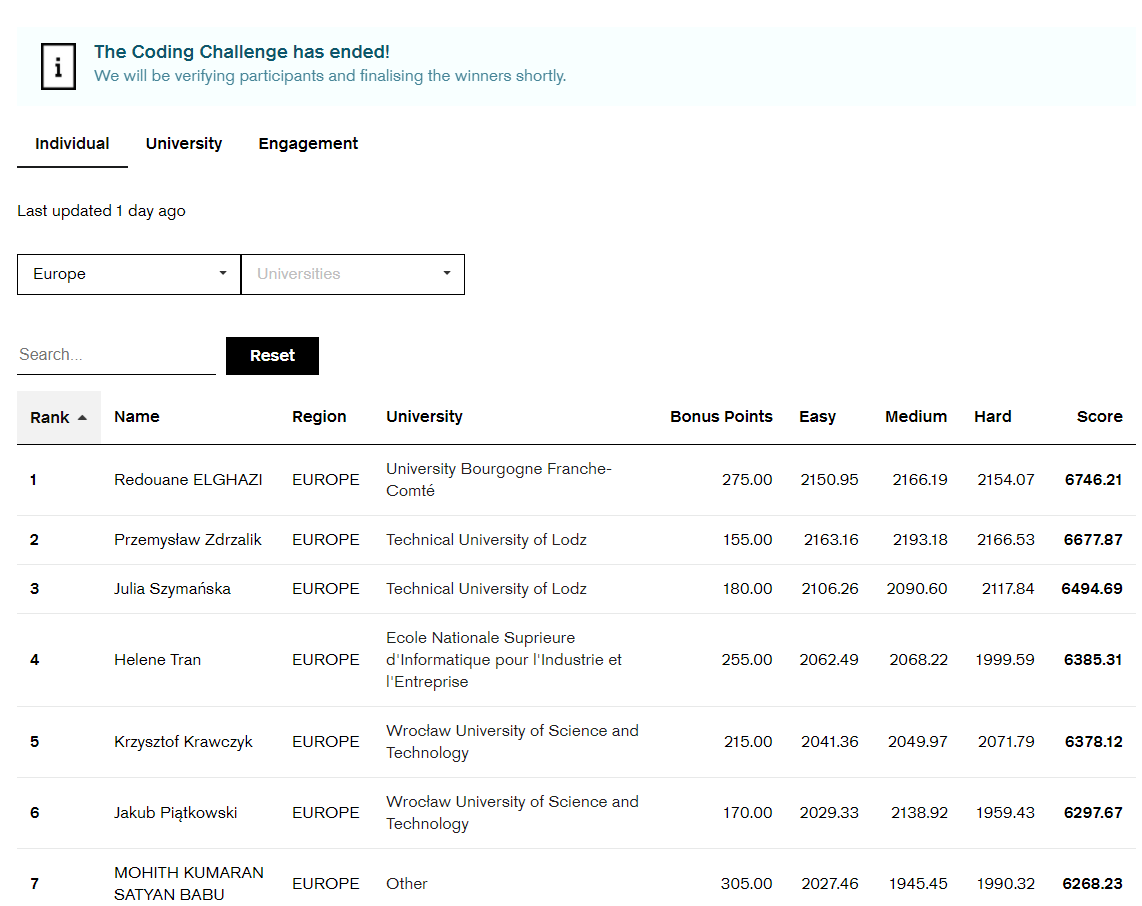 The Coding Challenge has ended!
We will be verifying participants and finalising the winners shortly.
Individual University Engagement
Last updated 1 day ago
Europe Universities
Search... Reset
Rank Name Region University Bonus Points Easy Medium Hard Score
1 Redouane ELGHAZI EUROPE University Bourgogne Franche-
Comté 275.00 2150.95 2166.19 2154.07 6746.21
2 Przemysław Zdrzalik EUROPE Technical University of Lodz 155.00 2163.16 2193.18 2166.53 6677.87
3 Julia Szymańska EUROPE Technical University of Lodz 180.00 2106.26 2090.60 2117.84 6494.69
4 Helene Tran EUROPE Ecole Nationale Suprieure
d'Informatique pour l'Industrie et
l'Entreprise 255.00 2062.49 2068.22 1999.59 6385.31
5 Krzysztof Krawczyk EUROPE Wrocław University of Science and
Technology 215.00 2041.36 2049.97 2071.79 6378.12
6 Jakub Piątkowski EUROPE Wrocław University of Science and
Technology 170.00 2029.33 2138.92 1959.43 6297.67
7 MOHITH KUMARAN
SATYAN BABU EUROPE Other 305.00 2027.46 1945.45 1990.32 6268.23